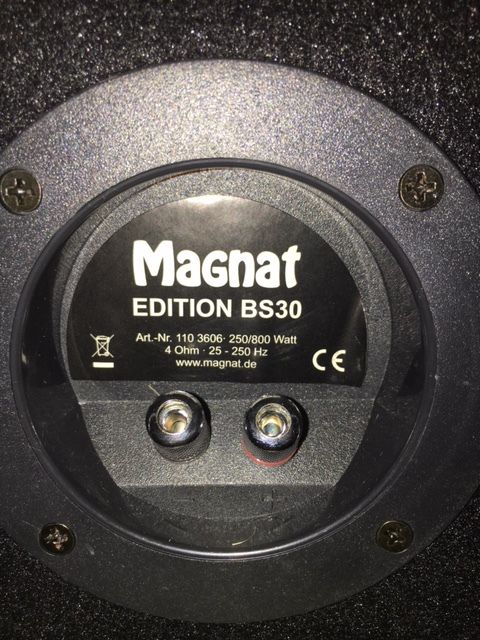 Magnat
EDITION BS30
Art.-Nr. 110 3606· 250/800 Watt
4 Ohm · 25 - 250 Hz
www.magnat.de
CE